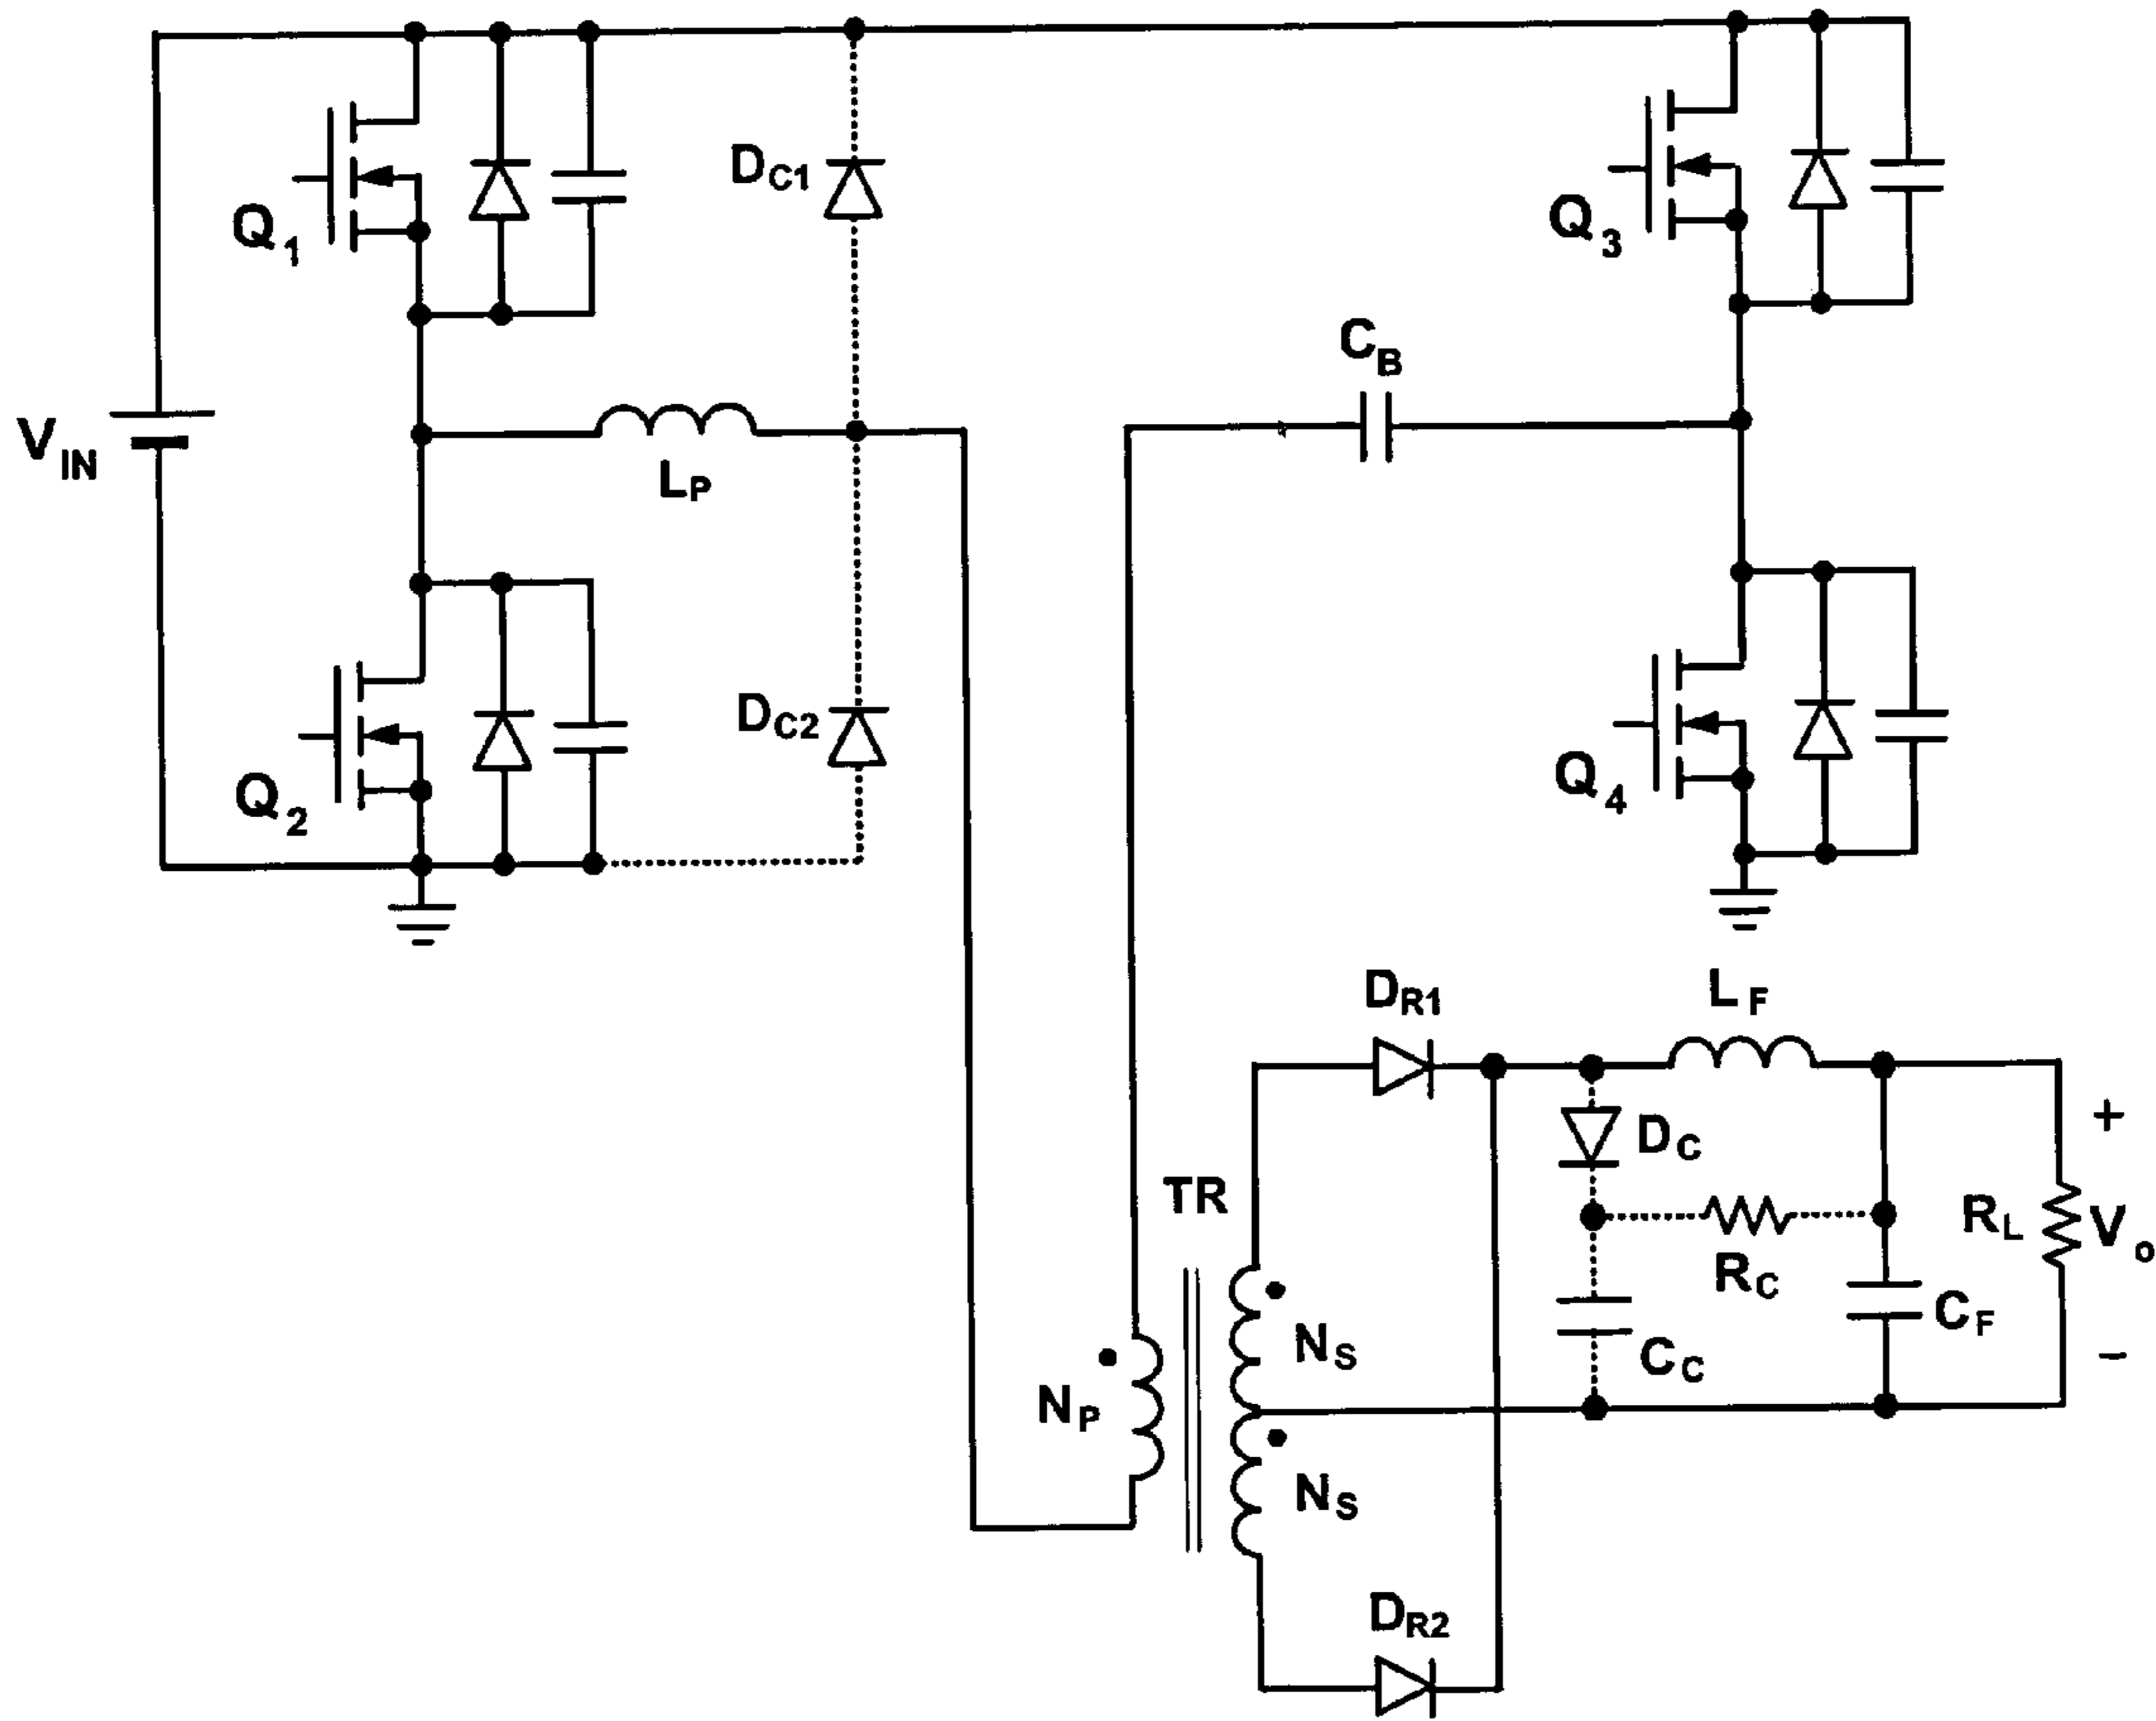 DC1
Q1
Q3
CB
VIN
LP
DC2
Q2
Q4
DR1
LF
+
DC
TR
RL
Vo
RC
NS
CF
CC
−
NP
NS
DR2